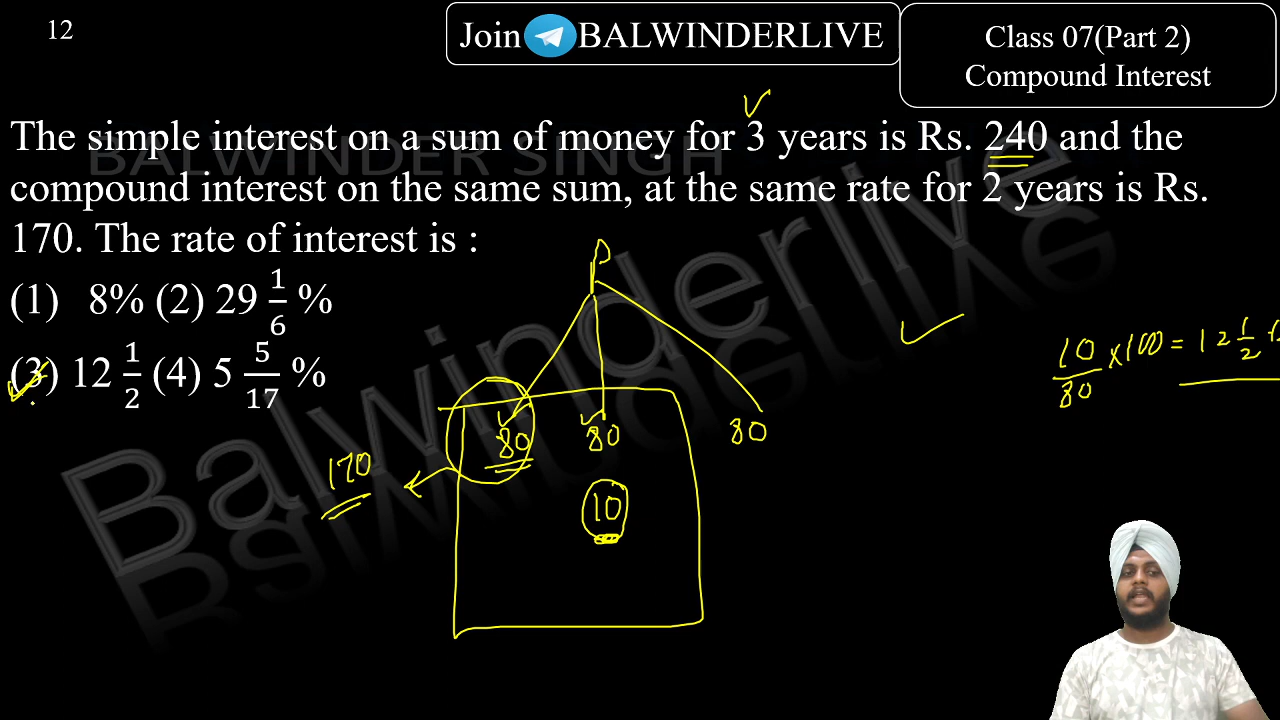 12
Join BALWINDERLIVE
Class 07(Part 2)
Compound Interest
The simple interest on a sum of money for 3 years is Rs. 240 and the
compound interest on the same sum, at the same rate for 2 years is Rs.
170. The rate of interest is :
(1) 8% (2) 29 1/6 %
(3) 12 1/2 (4) 5 5/17 %
BALWINDER SINGH
Balwinderlive
P
10/80 × 100 = 12 1/2
80 80 80
170
10